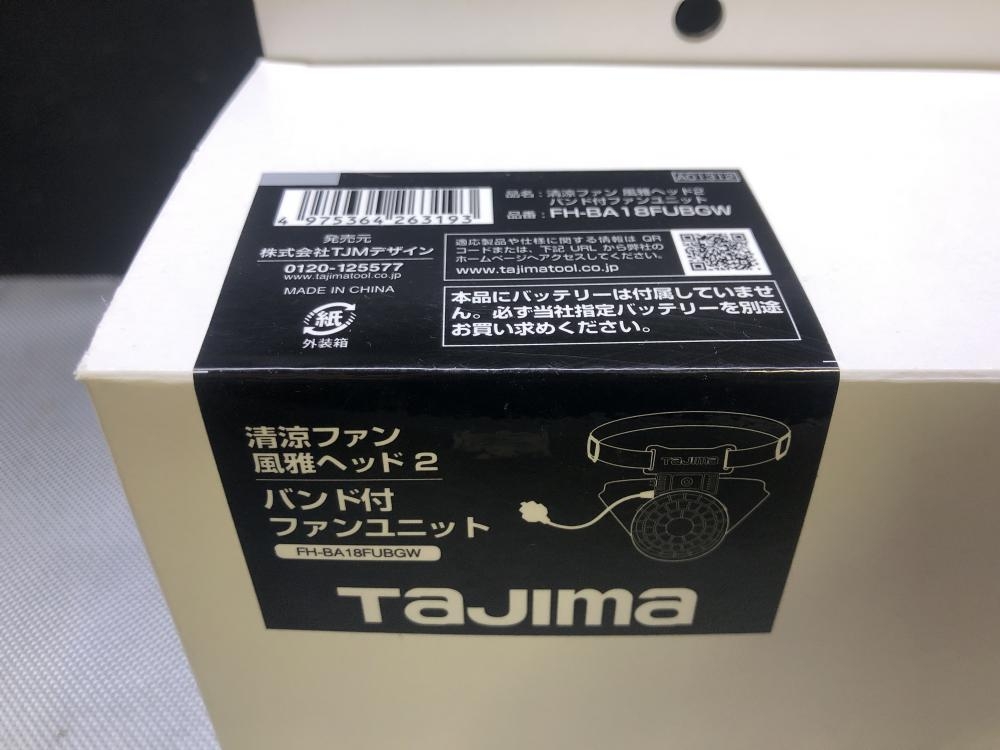 AG1312
品名：清涼ファン 風雅ヘッド2
バンド付ファンユニット
品番：FH-BA18FUBGW
4 975364 263193
発売元
株式会社TJMデザイン
0120-125577
www.tajimatool.co.jp
MADE IN CHINA
紙
外装箱
適応製品や仕様に関する情報は QR
コードまたは、下記 URL から弊社の
ホームページへアクセスしてください。
www.tajimatool.co.jp
本品にバッテリーは付属していませ
ん。必ず当社指定バッテリーを別途
お買い求めください。
清涼ファン
風雅ヘッド2
バンド付
ファンユニット
FH-BA18FUBGW
TaJima
TaJima